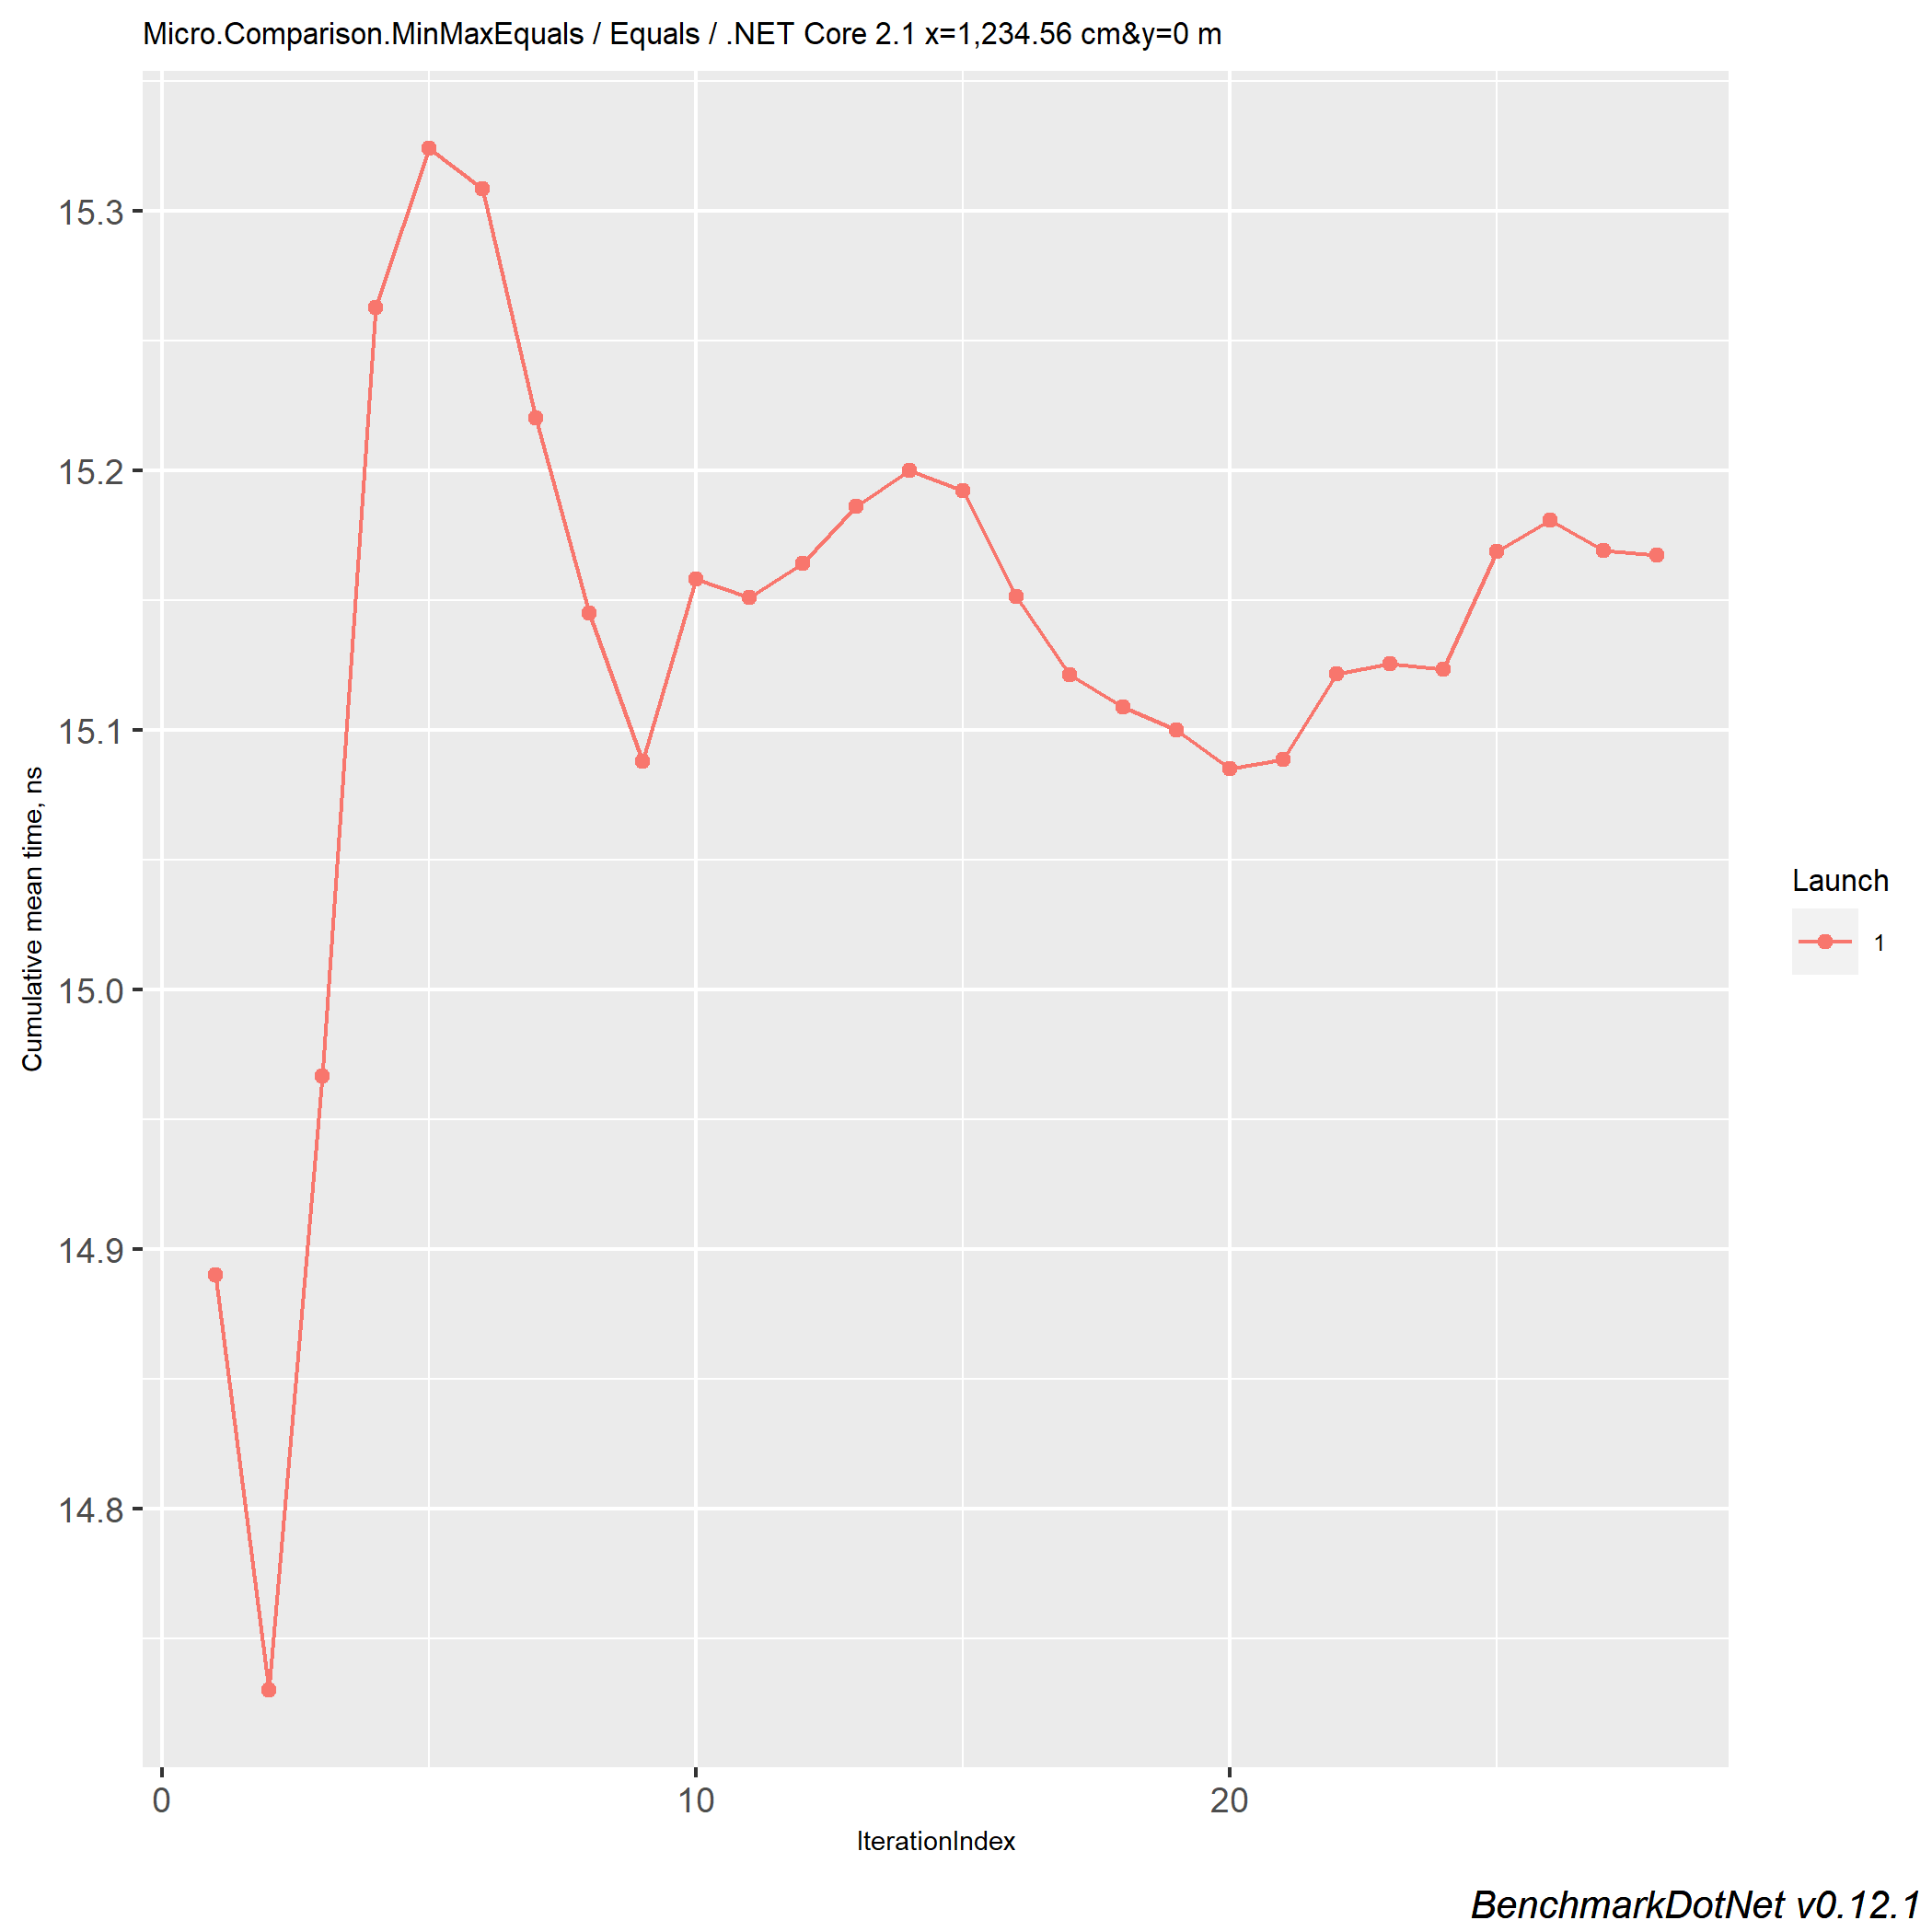 Micro.Comparison.MinMaxEquals / Equals / .NET Core 2.1 x=1,234.56 cm&y=0 m
15.3
15.2
15.1
15.0
14.9
14.8
Cumulative mean time, ns
0 10 20
IterationIndex
Launch
1
BenchmarkDotNet v0.12.1